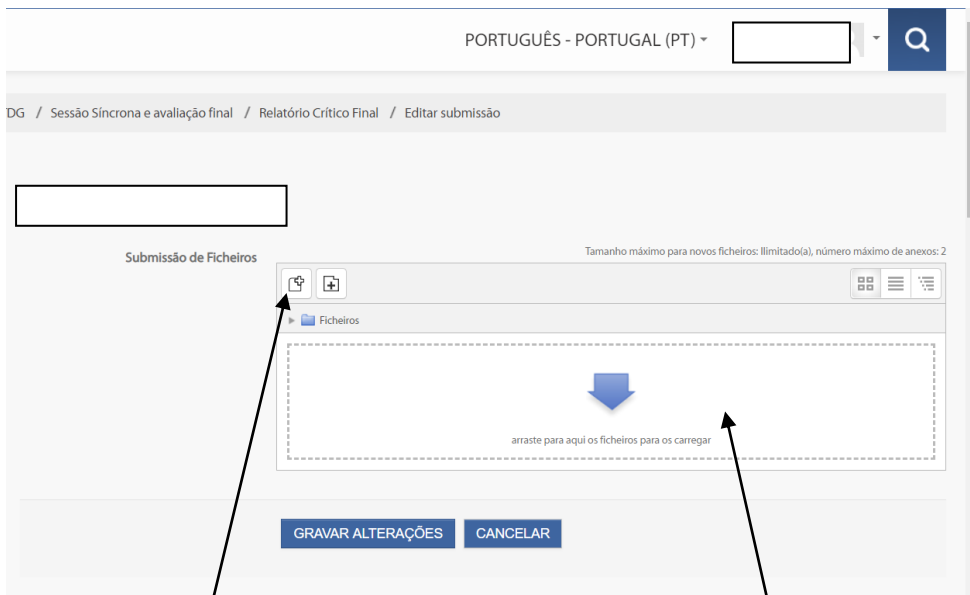 PORTUGUÊS - PORTUGAL (PT)
DG / Sessão Síncrona e avaliação final / Relatório Crítico Final / Editar submissão
Tamanho máximo para novos ficheiros: Ilimitado(a), número máximo de anexos: 2
Submissão de Ficheiros
Ficheiros
arraste para aqui os ficheiros para os carregar
GRAVAR ALTERAÇÕES CANCELAR